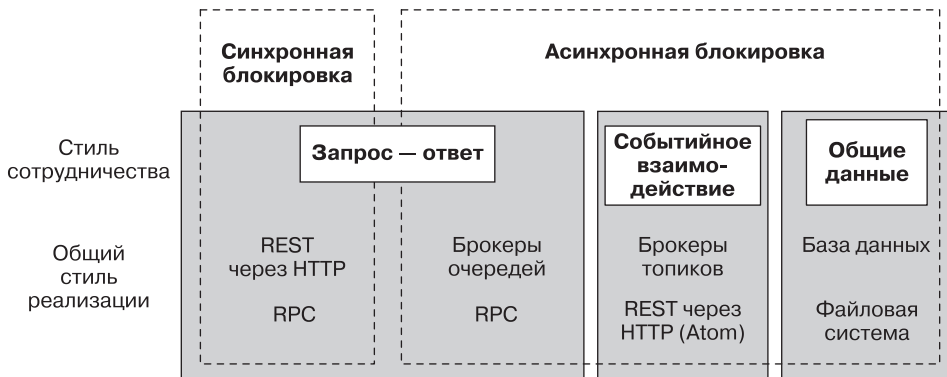 Синхронная
блокировка
Асинхронная блокировка
Стиль
сотрудничества
Запрос — ответ
Событийное
взаимо-
действие
Общие
данные
Общий
стиль
реализации
REST
через HTTP
RPC
Брокеры
очередей
RPC
Брокеры
топиков
REST через
HTTP (Atom)
База данных
Файловая
система